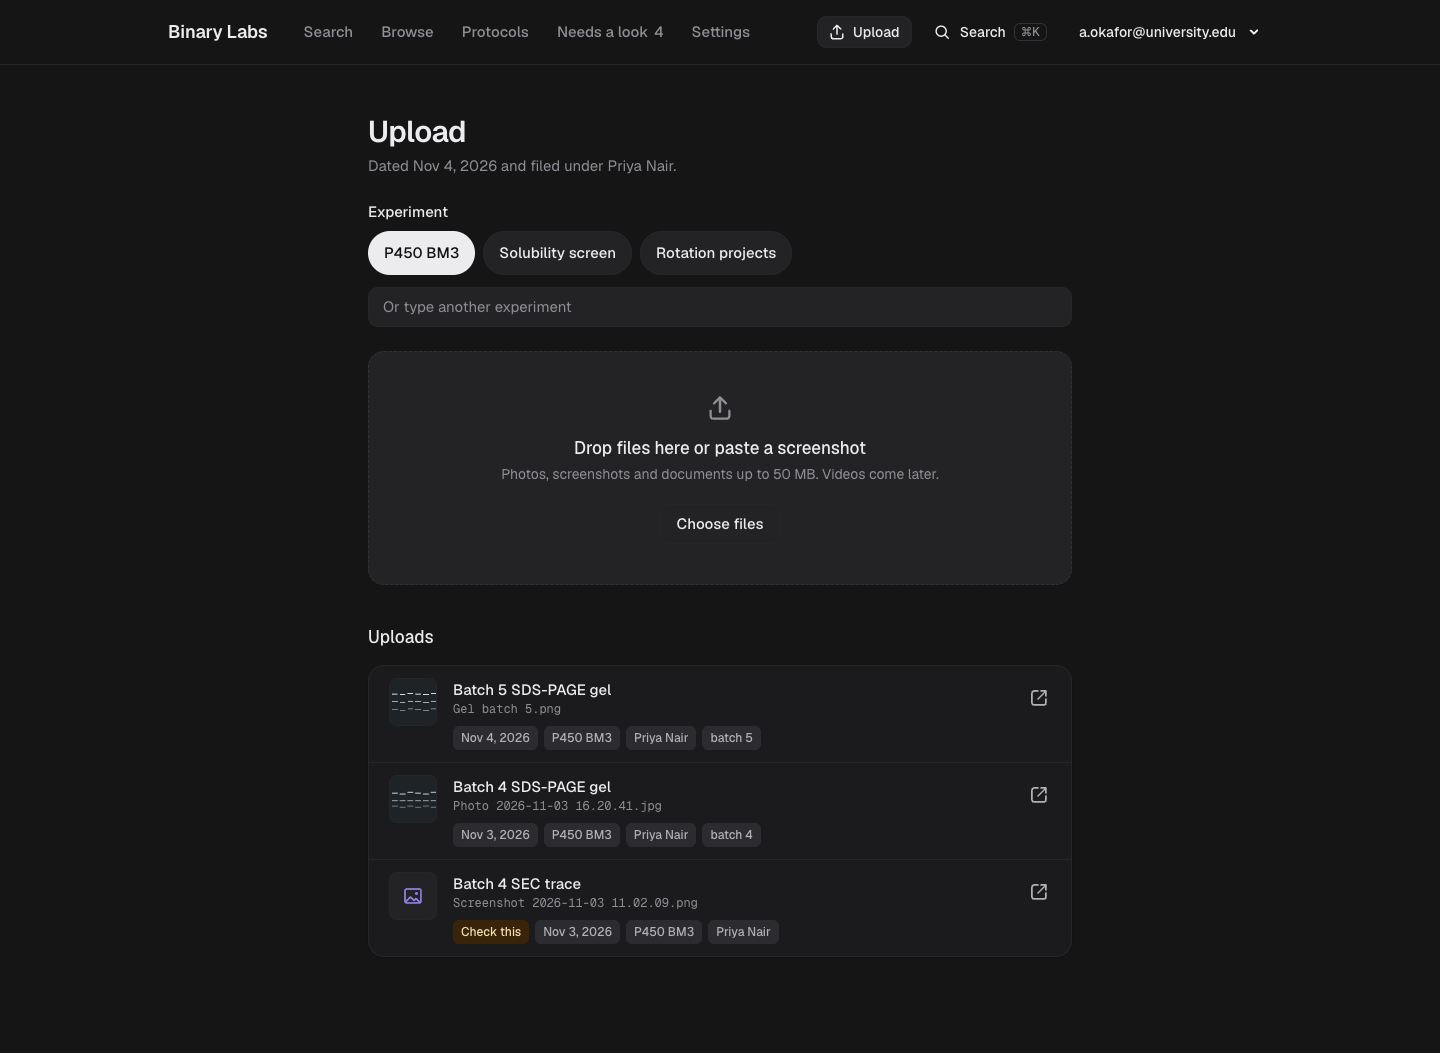 Binary Labs Search Browse Protocols Needs a look 4 Settings Upload Search ⌘K a.okafor@university.edu
Upload
Dated Nov 4, 2026 and filed under Priya Nair.
Experiment
P450 BM3 Solubility screen Rotation projects
Or type another experiment
Drop files here or paste a screenshot
Photos, screenshots and documents up to 50 MB. Videos come later.
Choose files
Uploads
Batch 5 SDS-PAGE gel
Gel batch 5.png
Nov 4, 2026 P450 BM3 Priya Nair batch 5
Batch 4 SDS-PAGE gel
Photo 2026-11-03 16.20.41.jpg
Nov 3, 2026 P450 BM3 Priya Nair batch 4
Batch 4 SEC trace
Screenshot 2026-11-03 11.02.09.png
Check this Nov 3, 2026 P450 BM3 Priya Nair